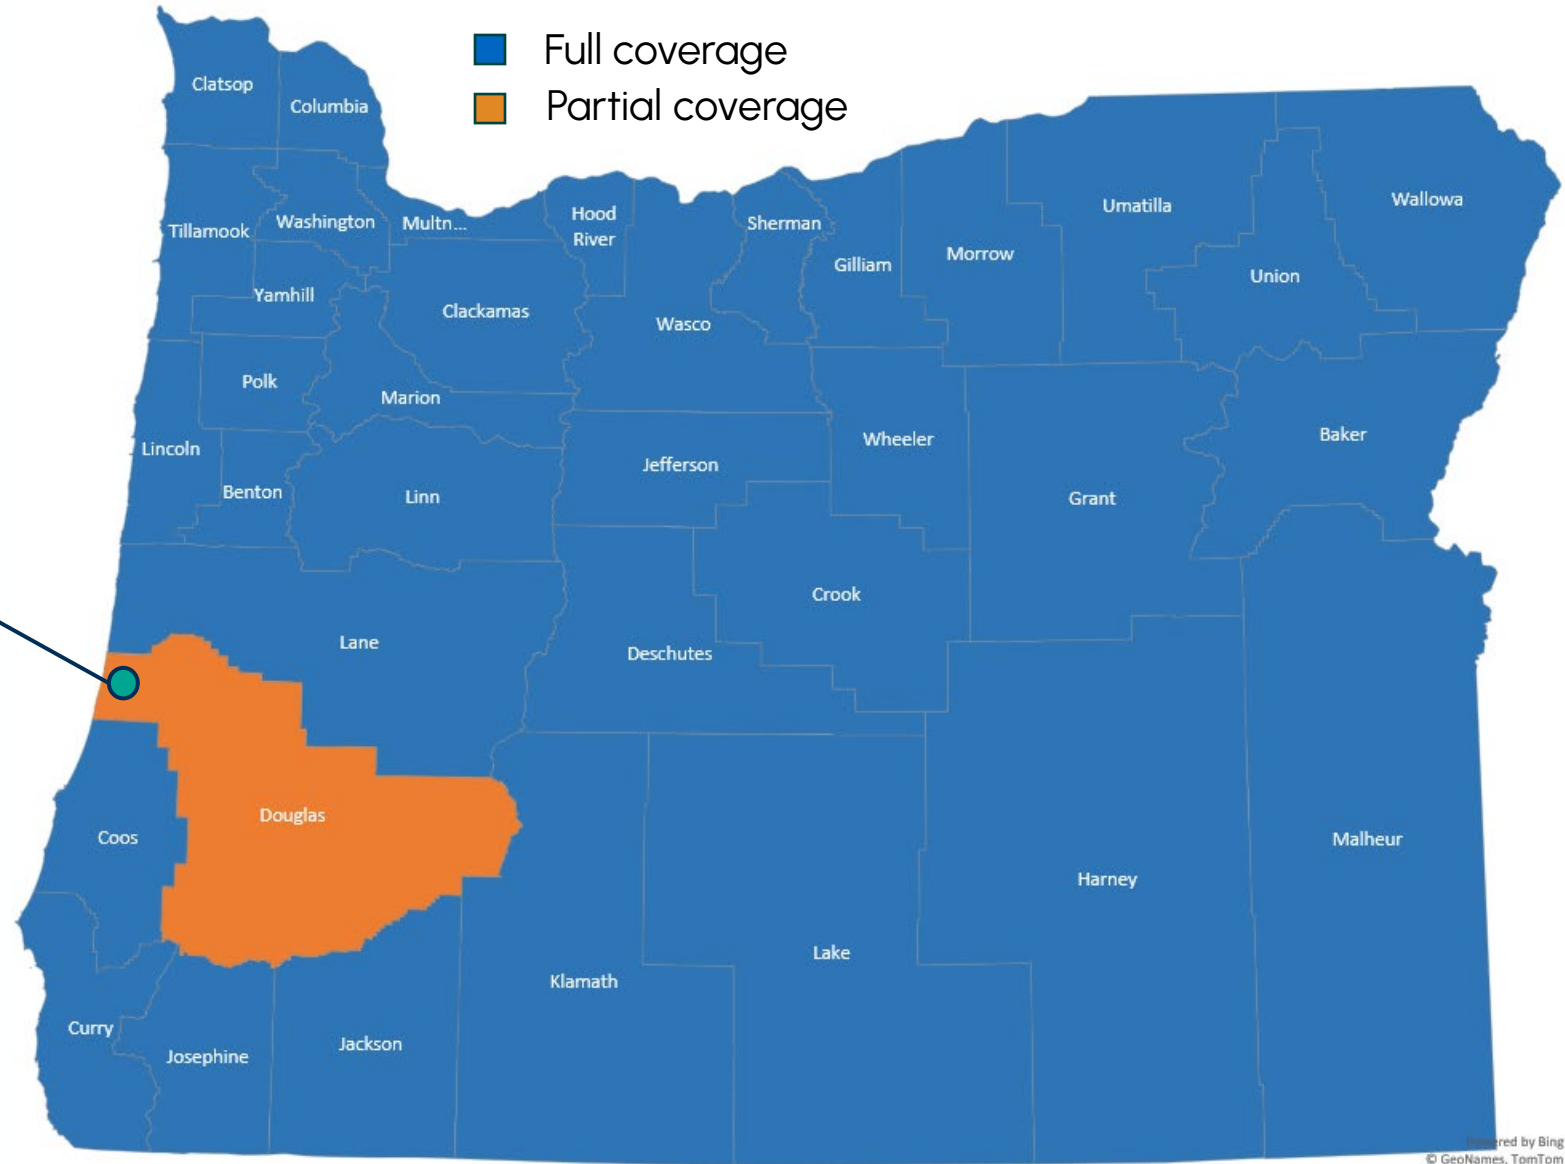 Full coverage
Partial coverage
Clatsop
Columbia
Tillamook
Washington
Multn...
Hood
River
Sherman
Gilliam
Morrow
Umatilla
Wallowa
Union
Yamhill
Clackamas
Wasco
Polk
Marion
Lincoln
Benton
Linn
Jefferson
Wheeler
Grant
Baker
Lane
Deschutes
Crook
Douglas
Coos
Klamath
Lake
Harney
Malheur
Curry
Josephine
Jackson
by Bing
© GeoNames, TomTom